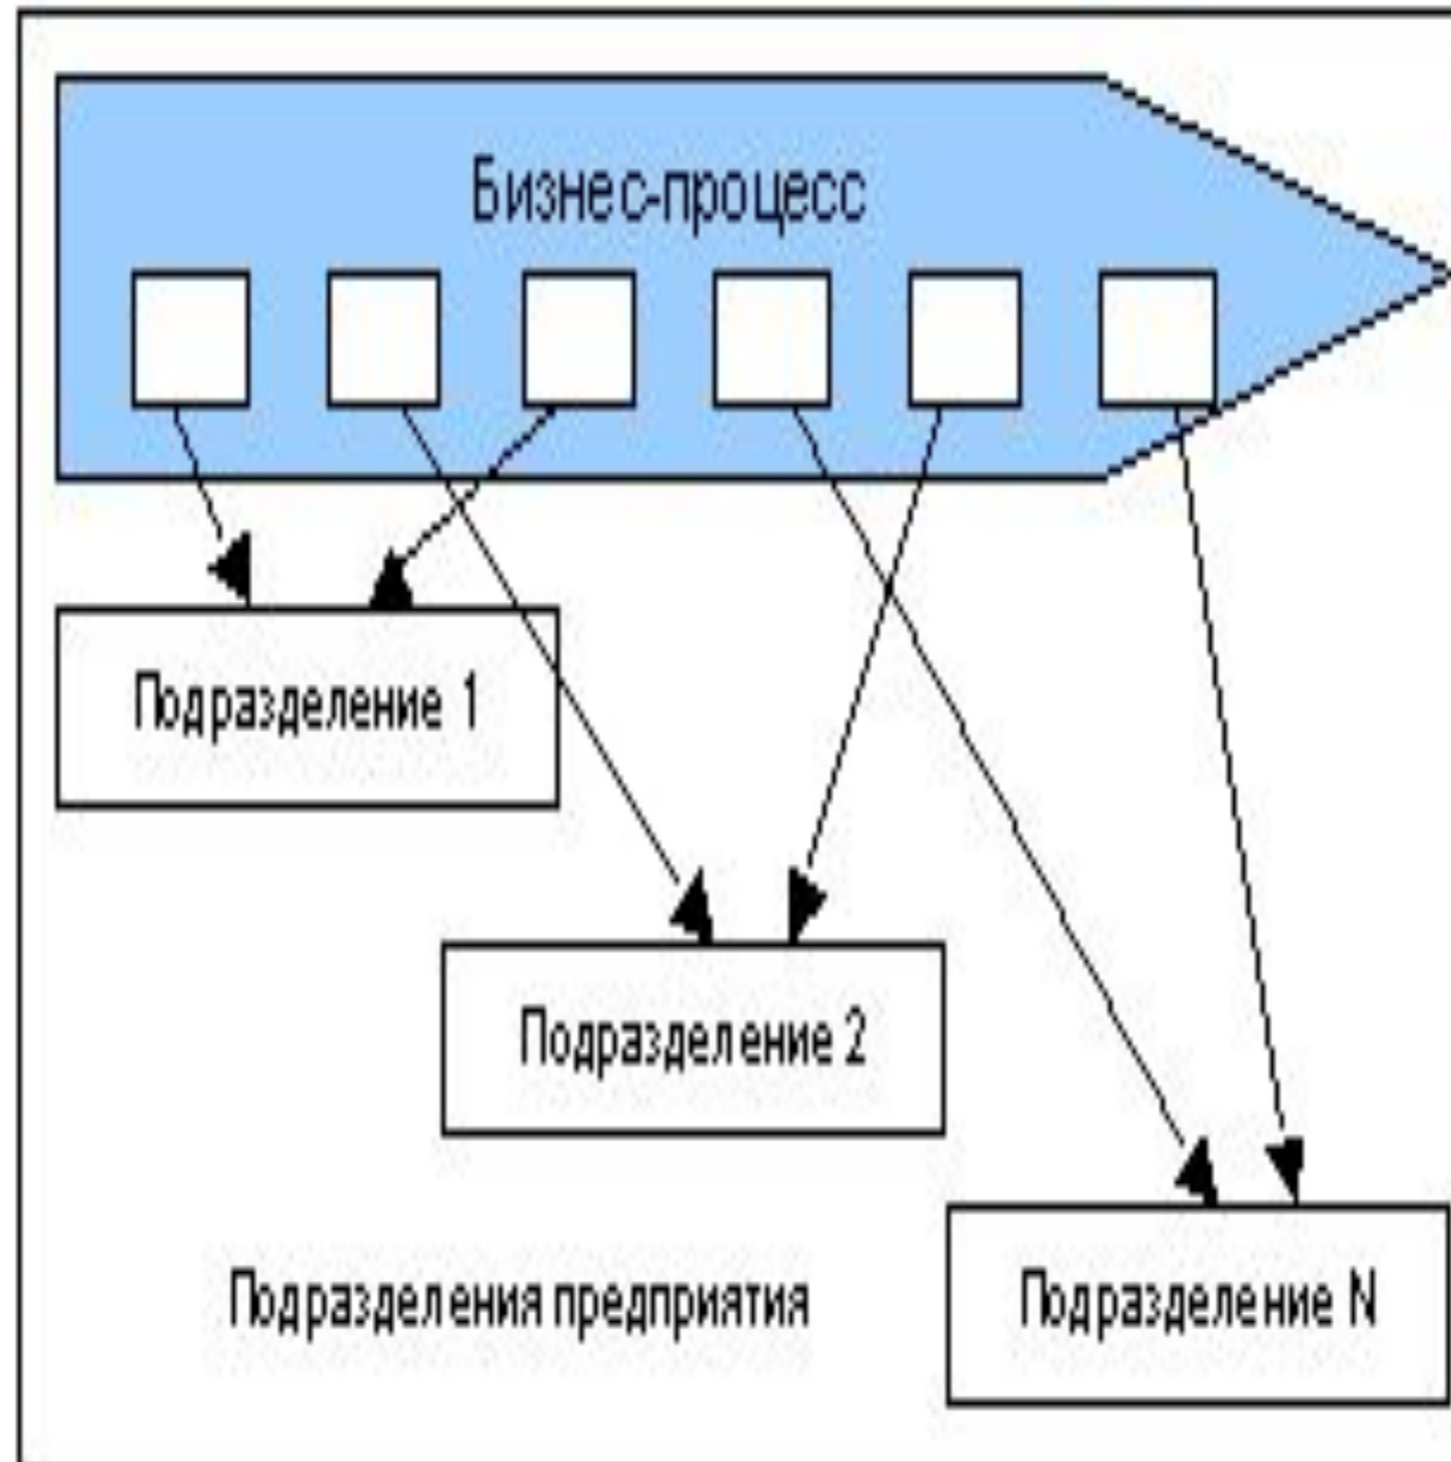 Бизнес-процесс
Подразделение 1
Подразделение 2
Подразделения предприятия
Подразделение N